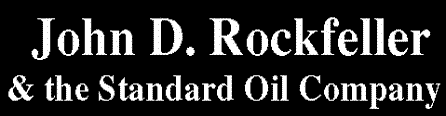 John D. Rockfeller
& the Standard Oil Company